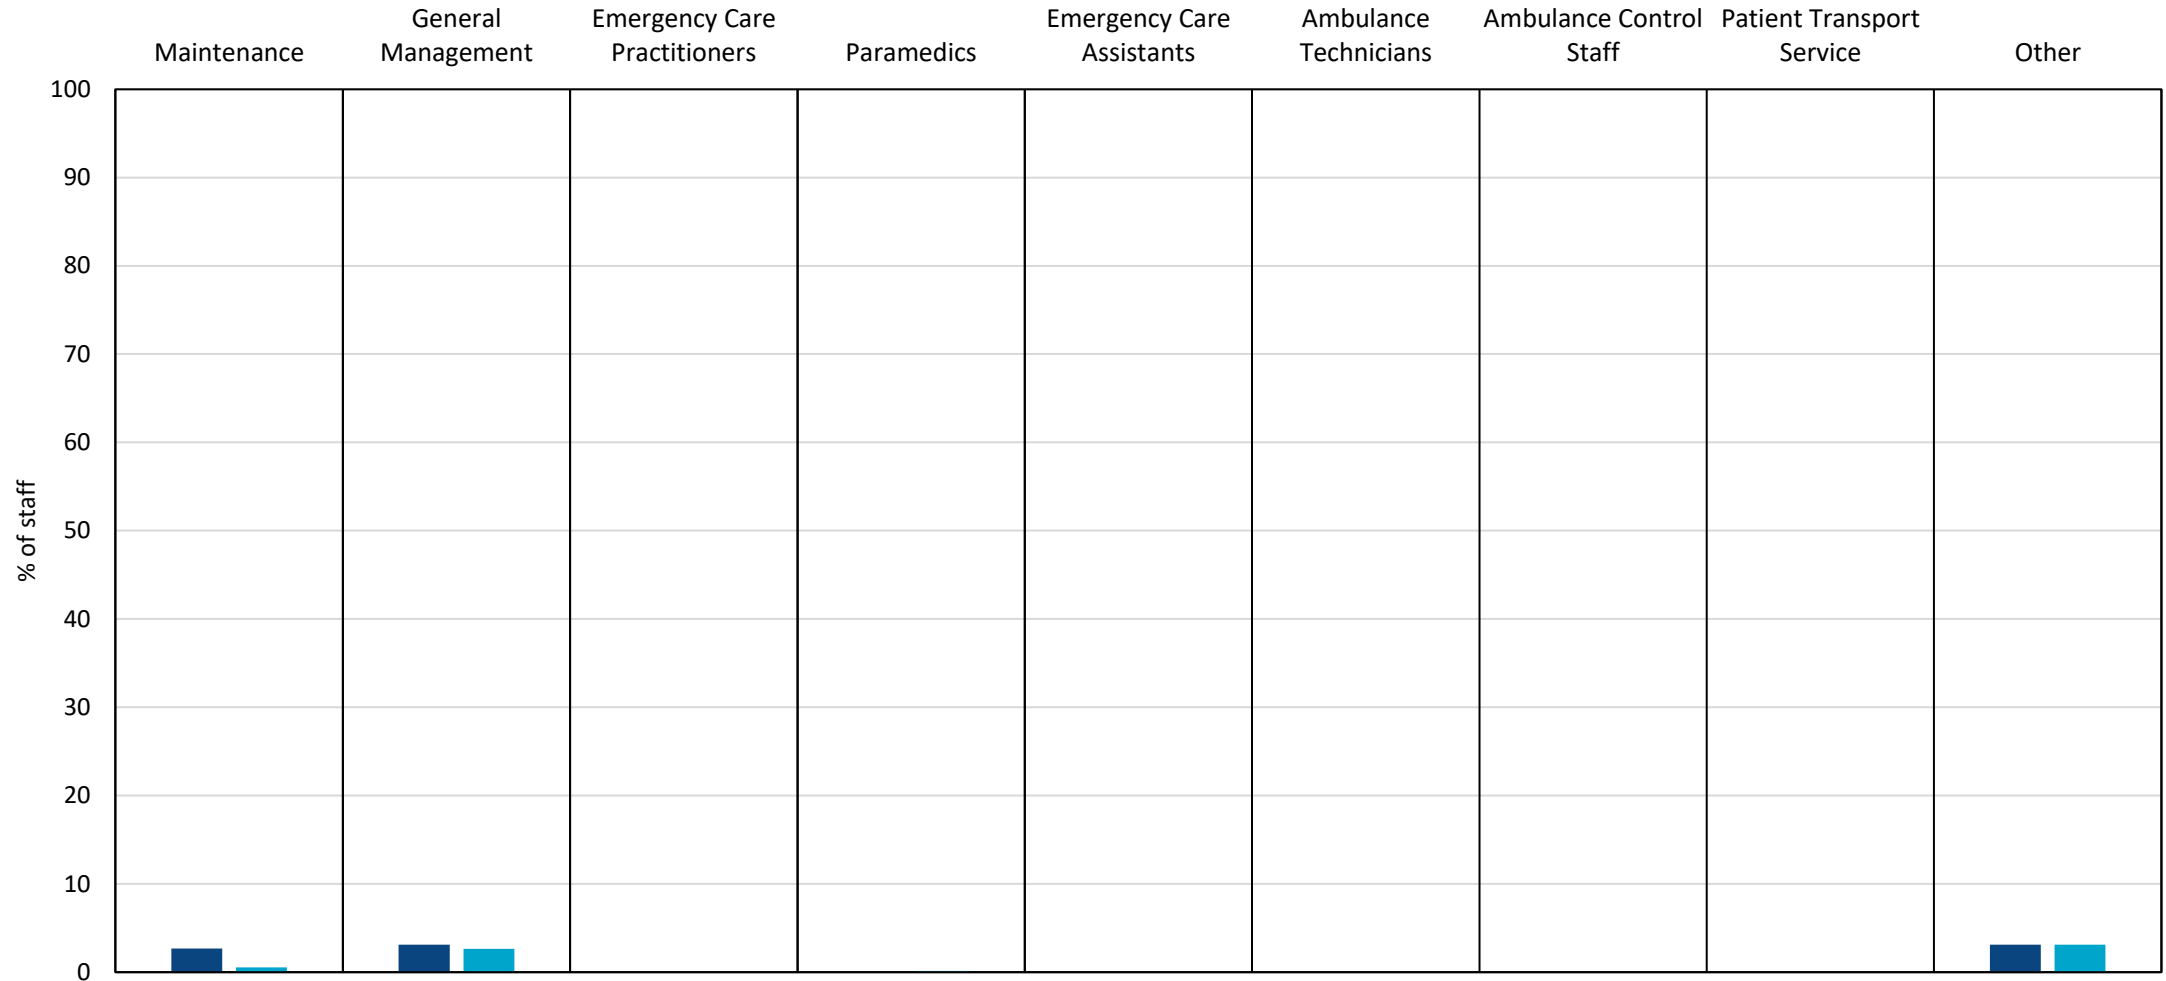 Maintenance
General
Management
Emergency Care
Practitioners
Paramedics
Emergency Care
Assistants
Ambulance
Technicians
Ambulance Control
Staff
Patient Transport
Service
Other
% of staff
100
90
80
70
60
50
40
30
20
10
0